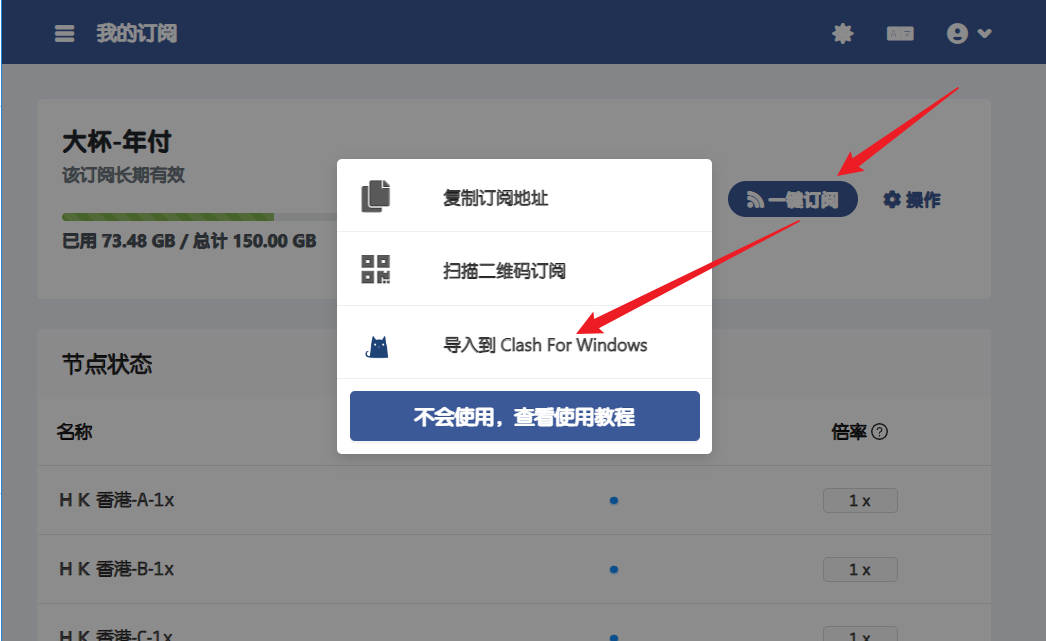 我的订阅
大杯-年付
该订阅长期有效
已用 73.48 GB / 总计 150.00 GB
一键订阅
操作
复制订阅地址
扫描二维码订阅
导入到 Clash For Windows
不会使用，查看使用教程
节点状态
名称
倍率
H K 香港-A-1x
1 x
H K 香港-B-1x
1 x
H K 香港-C-1x
1 x